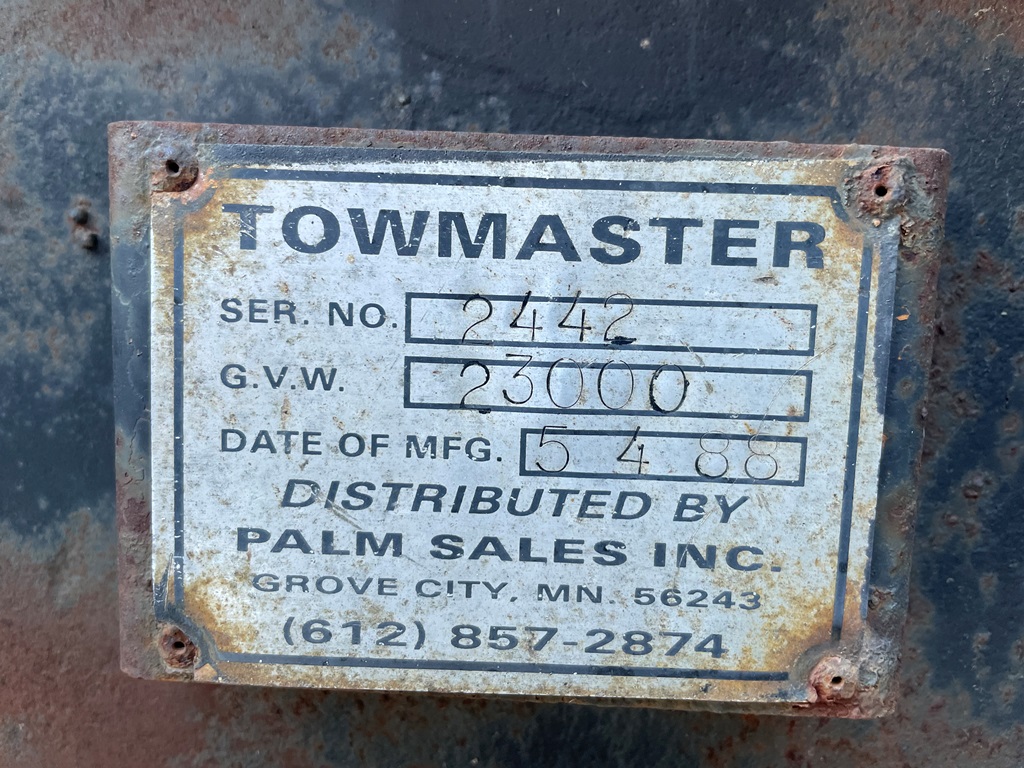 TOWMASTER
SER. NO. 2442
G.V.W. 23000
DATE OF MFG. 5 4 88
DISTRIBUTED BY
PALM SALES INC.
GROVE CITY, MN. 56243
(612) 857-2874